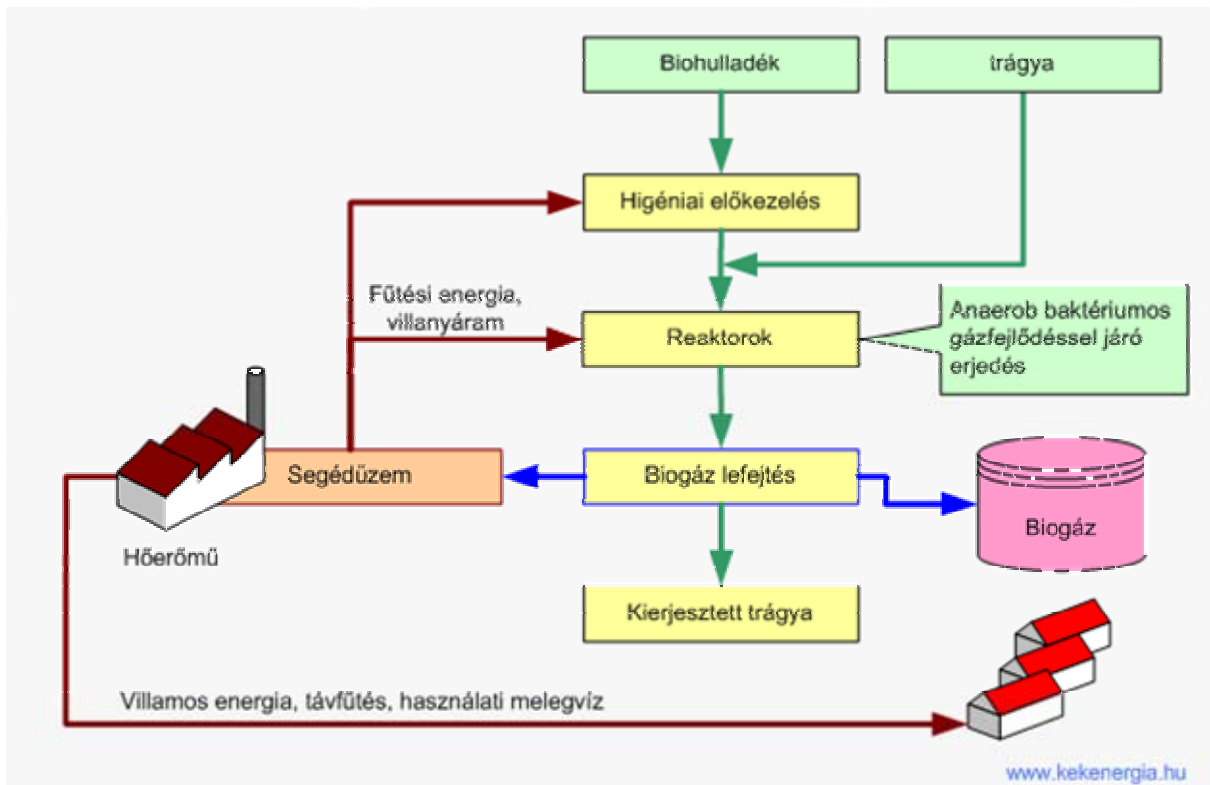 Biohulladék
trágya
Higéniai előkezelés
Fűtési energia,
villanyáram
Reaktorok
Anaerob baktériumos
gázfejlődéssel járó
erjedés
Segédüzem
Biogáz lefejtés
Biogáz
Hőerőmű
Kierjesztett trágya
Villamos energia, távfűtés, használati melegvíz
www.kekenergia.hu